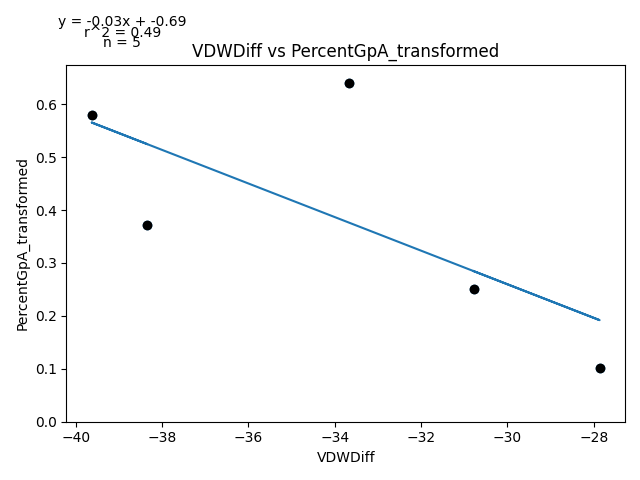 y = -0.03x + -0.69
r^2 = 0.49
n = 5
VDWDiff vs PercentGpA_transformed
PercentGpA_transformed
0.6
0.5
0.4
0.3
0.2
0.1
0.0
−40 −38 −36 −34 −32 −30 −28
VDWDiff